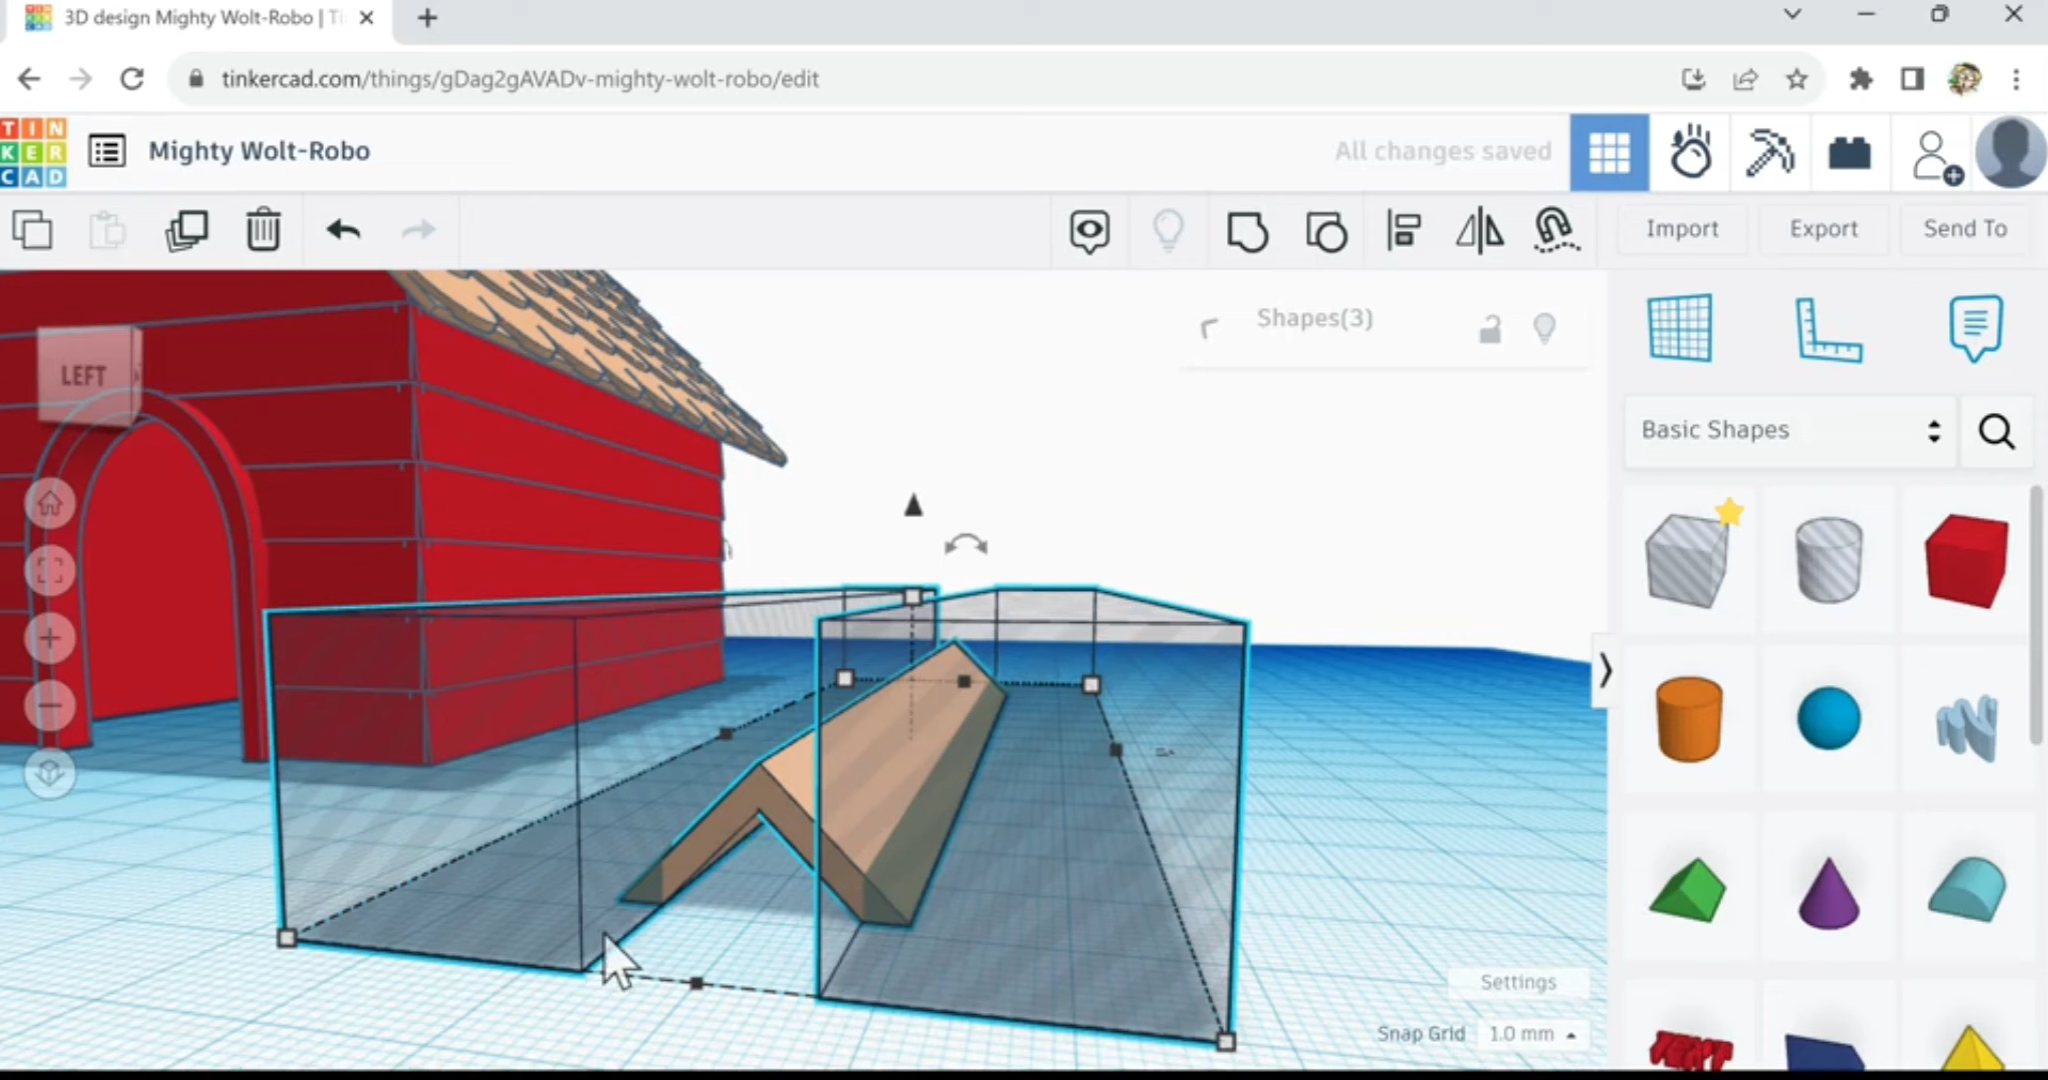 3D design Mighty Wolt-Robo | Ti
tinkercad.com/things/gDag2gAVADv-mighty-wolt-robo/edit
TIN
KER
CAD
Mighty Wolt-Robo
All changes saved
Import
Export
Send To
LEFT
Shapes(3)
Basic Shapes
TEXT
Settings
Snap Grid 1.0 mm